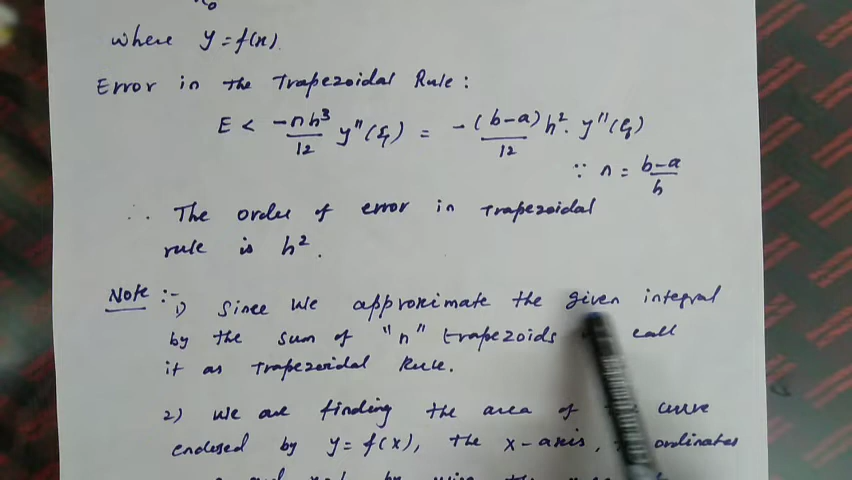 where y = f(x).
Error in the Trapezoidal Rule :
E < -nh³/12 y''(ξ) = -(b-a)/12 h². y''(ξ)
∵ n = b-a/h
∴ The order of error in trapezoidal
rule is h².
Note :- 1) Since we approximate the given integral
by the sum of "n" trapezoids call
it as Trapezoidal Rule.
2) We are finding the area of curve
enclosed by y = f(x), the x-axis, ordinates